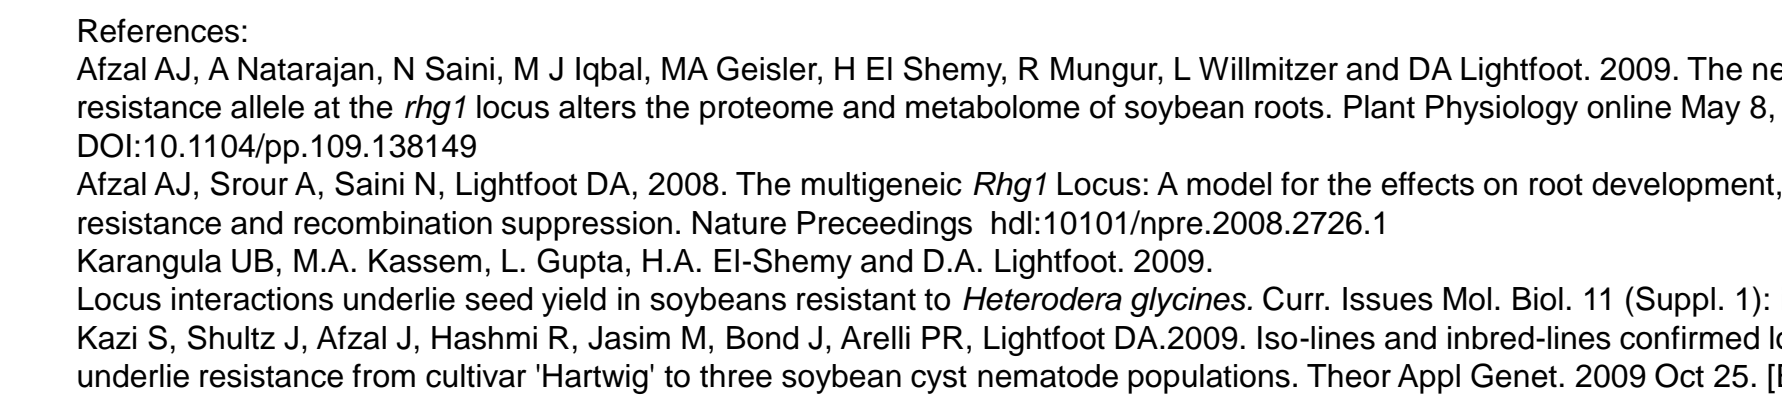 References:
Afzal AJ, A Natarajan, N Saini, M J Iqbal, MA Geisler, H El Shemy, R Mungur, L Willmitzer and DA Lightfoot. 2009. The
resistance allele at the rhg1 locus alters the proteome and metabolome of soybean roots. Plant Physiology online May 8,
DOI:10.1104/pp.109.138149
Afzal AJ, Srour A, Saini N, Lightfoot DA, 2008. The multigeneic Rhg1 Locus: A model for the effects on root development,
resistance and recombination suppression. Nature Preceedings hdl:10101/npre.2008.2726.1
Karangula UB, M.A. Kassem, L. Gupta, H.A. El-Shemy and D.A. Lightfoot. 2009.
Locus interactions underlie seed yield in soybeans resistant to Heterodera glycines. Curr. Issues Mol. Biol. 11 (Suppl. 1):
Kazi S, Shultz J, Afzal J, Hashmi R, Jasim M, Bond J, Arelli PR, Lightfoot DA.2009. Iso-lines and inbred-lines confirmed
underlie resistance from cultivar 'Hartwig' to three soybean cyst nematode populations. Theor Appl Genet. 2009 Oct 25.